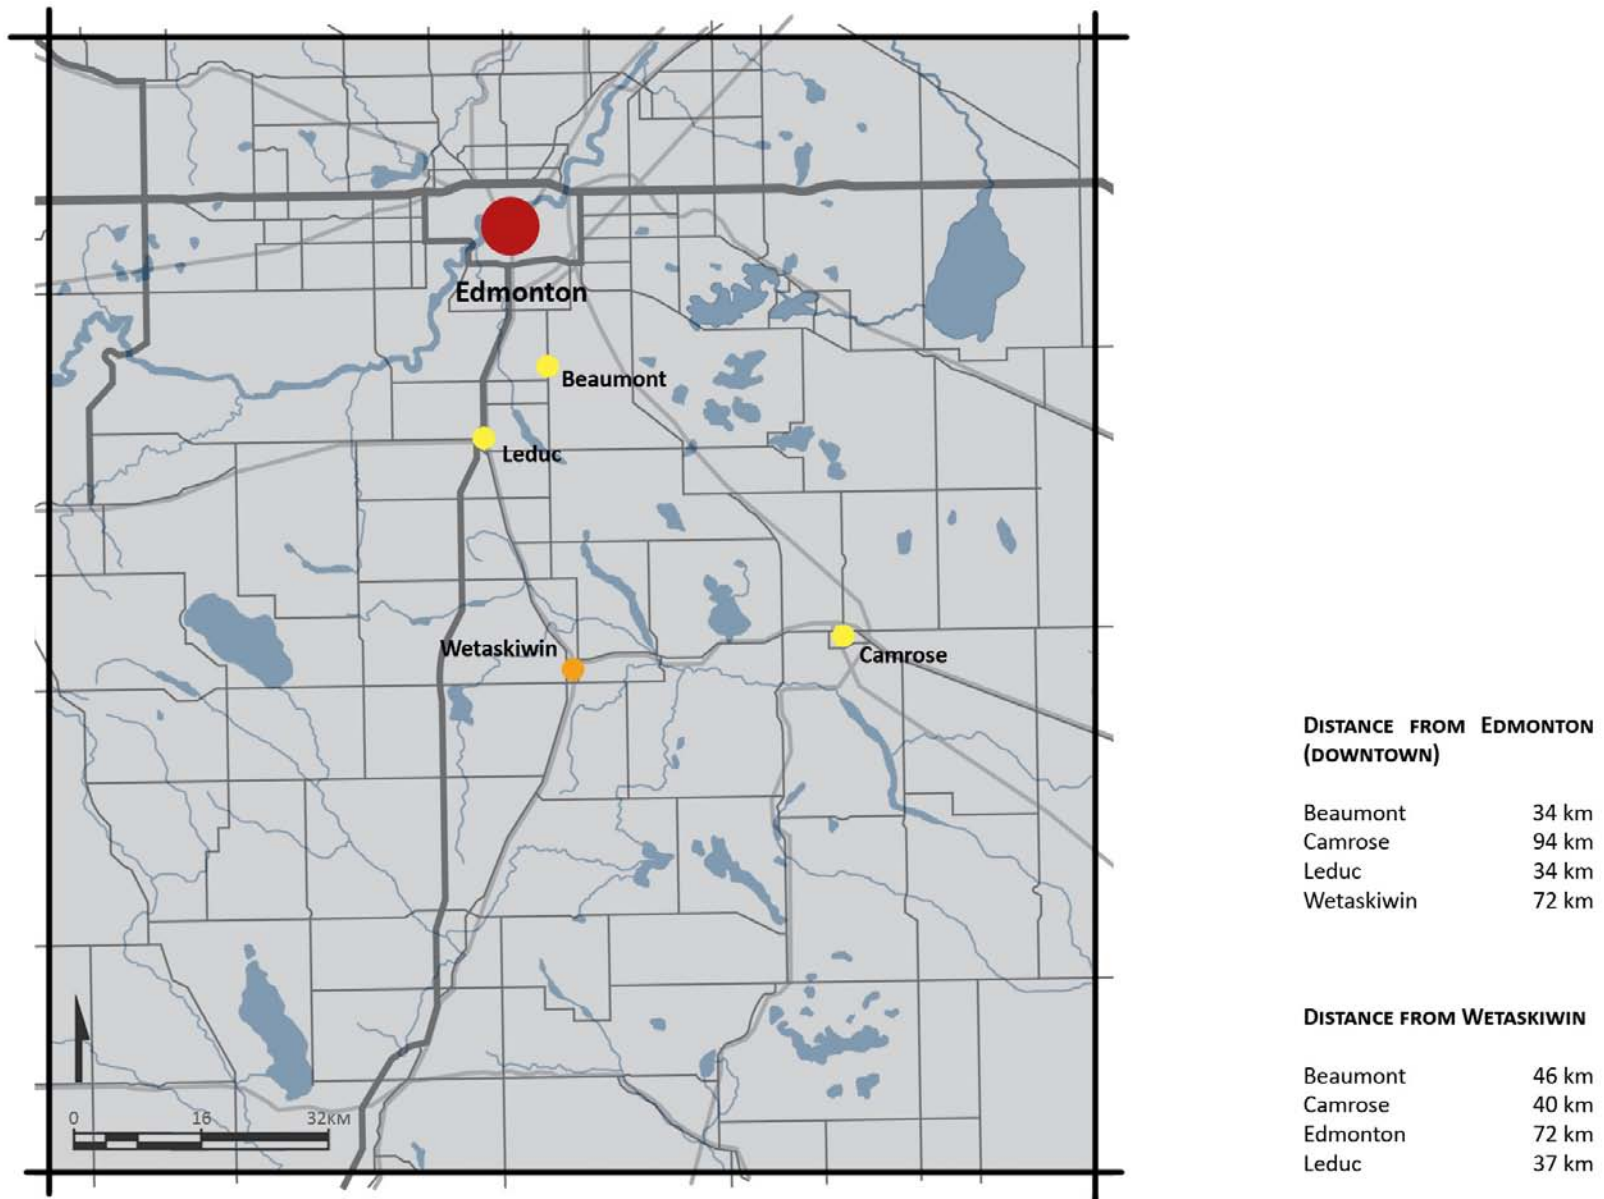 Edmonton
Beaumont
Leduc
Wetaskiwin
Camrose
0 16 32KM
DISTANCE FROM EDMONTON
(DOWNTOWN)
Beaumont 34 km
Camrose 94 km
Leduc 34 km
Wetaskiwin 72 km
DISTANCE FROM WETASKIWIN
Beaumont 46 km
Camrose 40 km
Edmonton 72 km
Leduc 37 km